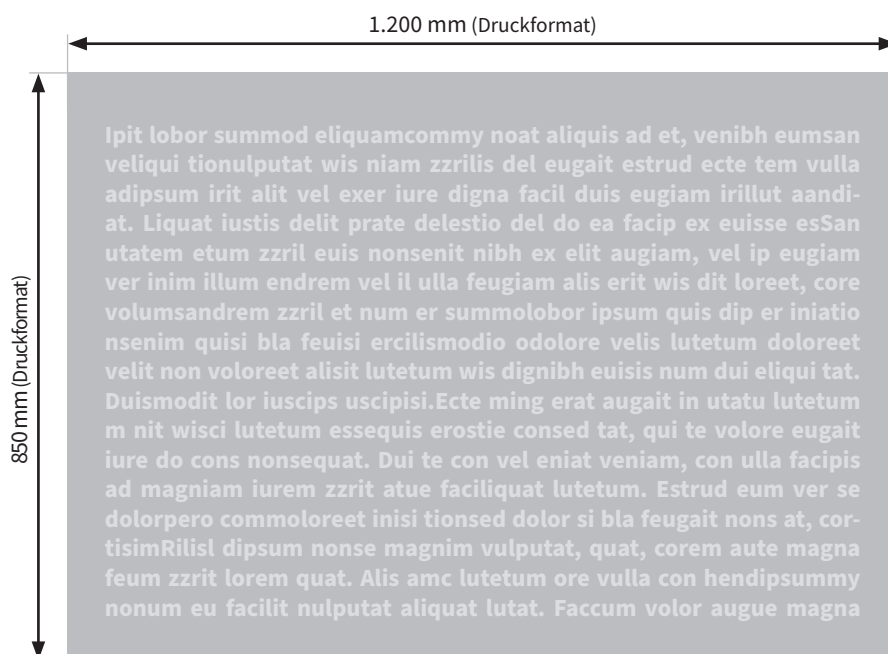 1.200 mm (Druckformat)
850 mm (Druckformat)
Ipit lobor summod eliquamcommy noat aliquis ad et, venibh eumsan
veliqui tionulputat wis niam zzrilis del eugait estrud ecte tem vulla
adipsum irit alit vel exer iure digna facil duis eugiam irillut aandi-
at. Liquat iustis delit prate delestio del do ea facip ex euisse esSan
utatem etum zzril euis nonsenit nibh ex elit augiam, vel ip eugiam
ver inim illum endrem vel il ulla feugiam alis erit wis dit loreet, core
volumsandrem zzril et num er summolobor ipsum quis dip er iniatio
nsenim quisi bla feuisi ercilismodio odolore velis lutetum doloreet
velit non voloreet alisit lutetum wis dignibh euisis num dui eliqui tat.
Duismodit lor iuscips uscipisi.Ecte ming erat augait in utatu lutetum
m nit wisci lutetum essequis erostie consed tat, qui te volore eugait
iure do cons nonsequat. Dui te con vel eniat veniam, con ulla facipis
ad magniam iurem zzrit atue faciliquat lutetum. Estrud eum ver se
dolorpero commoloreet inisi tionsed dolor si bla feugait nons at, cor-
tisimRilisl dipsum nonse magnim vulputat, quat, corem aute magna
feum zzrit lorem quat. Alis amc lutetum ore vulla con hendipsummy
nonum eu facilit nulputat aliquat lutat. Faccum volor augue magna